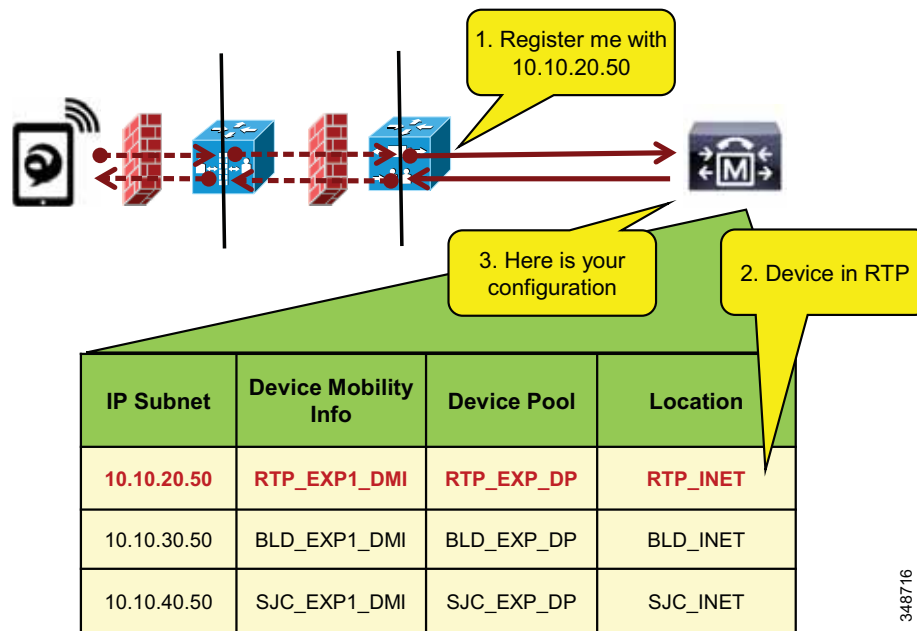 1. Register me with
10.10.20.50
M
3. Here is your
configuration
2. Device in RTP
IP Subnet Device Mobility Info Device Pool Location
10.10.20.50 RTP_EXP1_DMI RTP_EXP_DP RTP_INET
10.10.30.50 BLD_EXP1_DMI BLD_EXP_DP BLD_INET
10.10.40.50 SJC_EXP1_DMI SJC_EXP_DP SJC_INET
348716